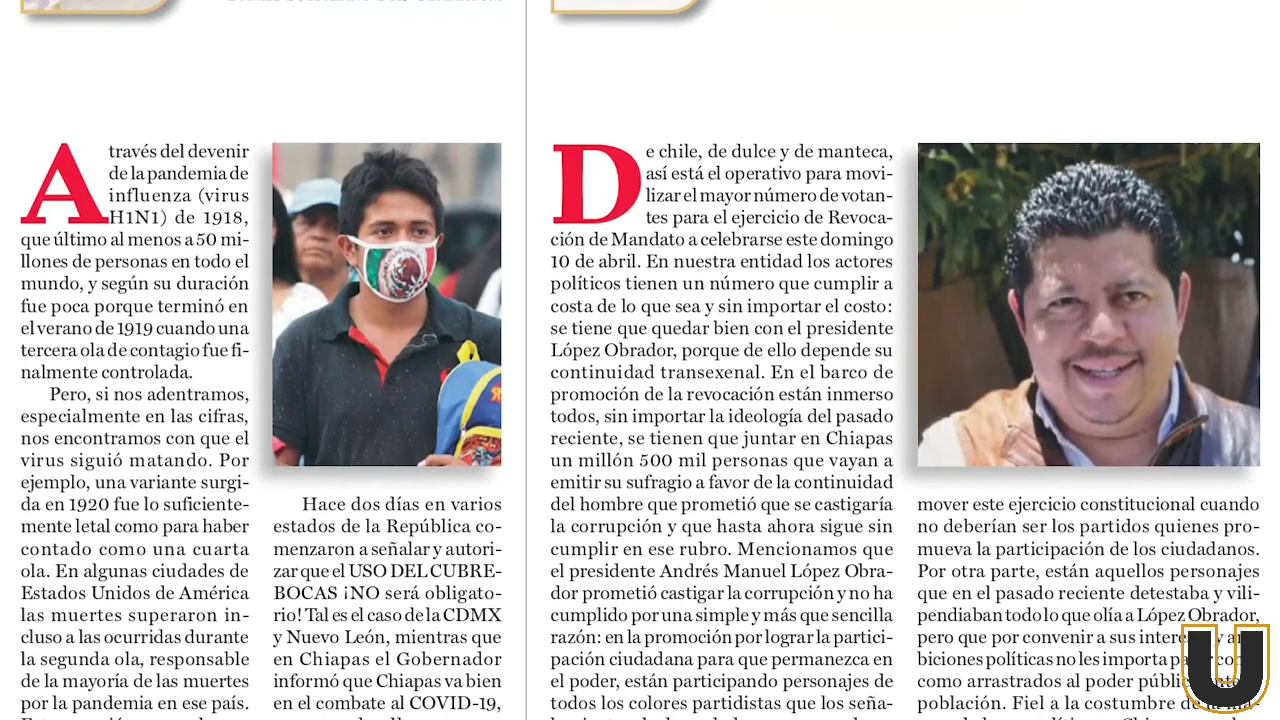 A través del devenir
de la pandemia de
influenza (virus
H1N1) de 1918,
que último al menos a 50 mi-
llones de personas en todo el
mundo, y según su duración
fue poca porque terminó en
el verano de 1919 cuando una
tercera ola de contagio fue fi-
nalmente controlada.
Pero, si nos adentramos,
especialmente en las cifras,
nos encontramos con que el
virus siguió matando. Por
ejemplo, una variante surgi-
da en 1920 fue lo suficiente-
mente letal como para haber
contado como una cuarta
ola. En algunas ciudades de
Estados Unidos de América
las muertes superaron in-
cluso a las ocurridas durante
la segunda ola, responsable
de la mayoría de las muertes
por la pandemia en ese país.
Hace dos días en varios
estados de la República co-
menzaron a señalar y autori-
zar que el USO DEL CUBRE-
BOCAS ¡NO será obligato-
rio! Tal es el caso de la CDMX
y Nuevo León, mientras que
en Chiapas el Gobernador
informó que Chiapas va bien
en el combate al COVID-19,
De chile, de dulce y de manteca,
así está el operativo para movi-
lizar el mayor número de votan-
tes para el ejercicio de Revoca-
ción de Mandato a celebrarse este domingo
10 de abril. En nuestra entidad los actores
políticos tienen un número que cumplir a
costa de lo que sea y sin importar el costo:
se tiene que quedar bien con el presidente
López Obrador, porque de ello depende su
continuidad transexenal. En el barco de
promoción de la revocación están inmerso
todos, sin importar la ideología del pasado
reciente, se tienen que juntar en Chiapas
un millón 500 mil personas que vayan a
emitir su sufragio a favor de la continuidad
del hombre que prometió que se castigaría
la corrupción y que hasta ahora sigue sin
cumplir en ese rubro. Mencionamos que
el presidente Andrés Manuel López Obra-
dor prometió castigar la corrupción y no ha
cumplido por una simple y más que sencilla
razón: en la promoción por lograr la partici-
pación ciudadana para que permanezca en
el poder, están participando personajes de
todos los colores partidistas que los seña-
mover este ejercicio constitucional cuando
no deberían ser los partidos quienes pro-
mueva la participación de los ciudadanos.
Por otra parte, están aquellos personajes
que en el pasado reciente detestaba y vili-
pendiaban todo lo que olía a López Obrador,
pero que por convenir a sus y
biciones políticas no les importa
como arrastrados al poder
población. Fiel a la costumbre de
U